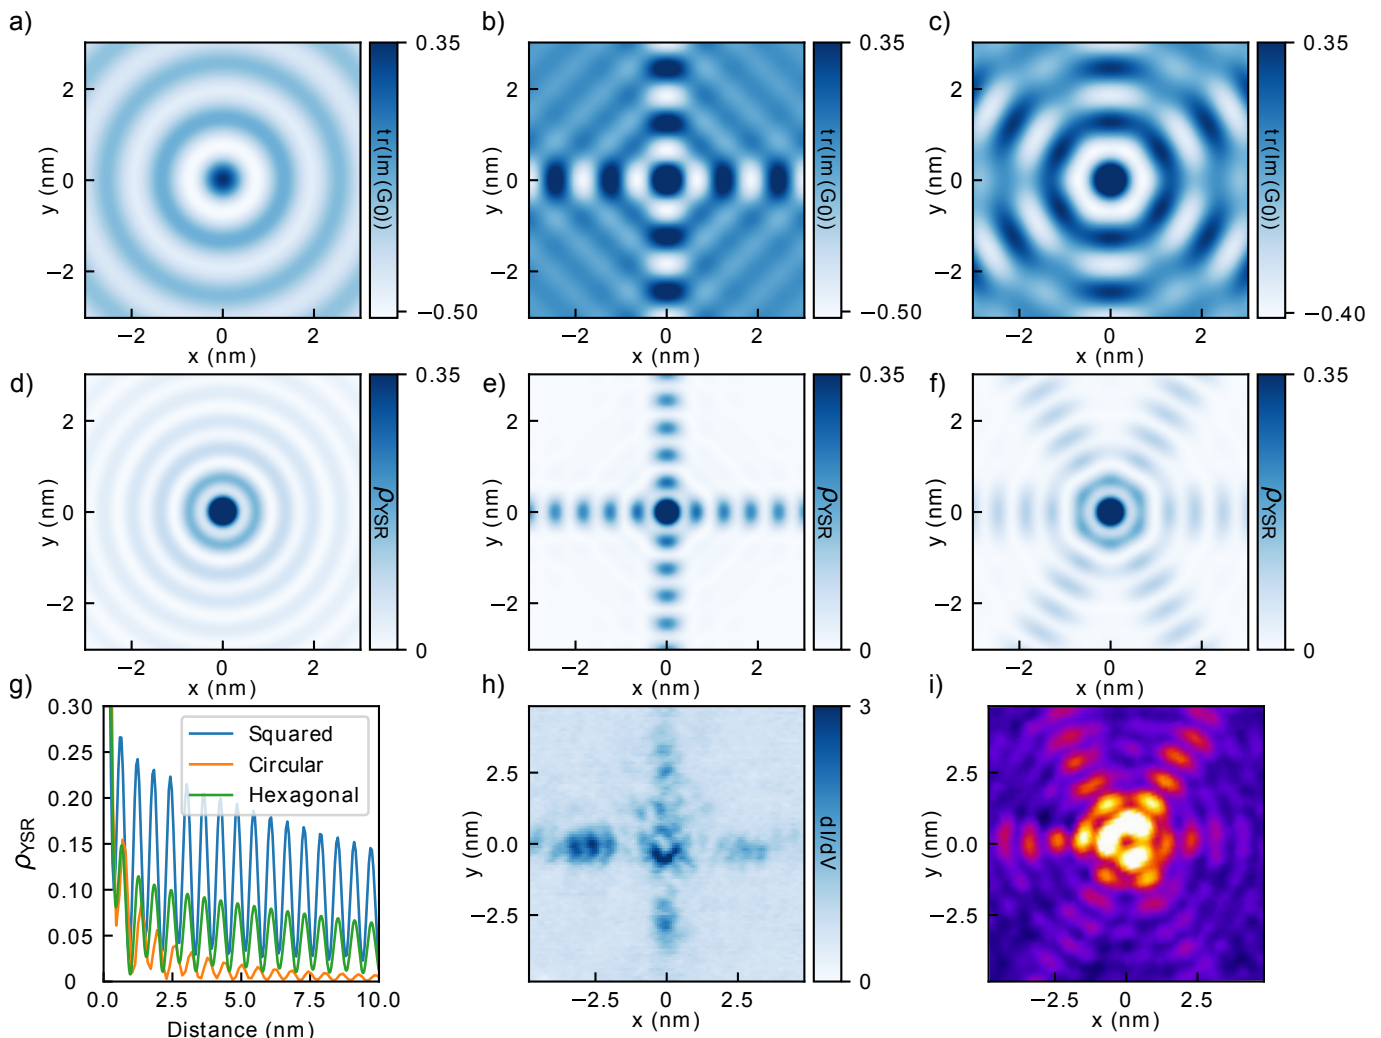 a)
2
0
−2
y (nm)
−2
0
2
x (nm)
0.35
−0.50
tr(Im(G0))
b)
2
0
−2
y (nm)
−2
0
2
x (nm)
0.35
−0.50
tr(Im(G0))
c)
2
0
−2
y (nm)
−2
0
2
x (nm)
0.35
−0.40
tr(Im(G0))
d)
2
0
−2
y (nm)
−2
0
2
x (nm)
0.35
0
ρYSR
e)
2
0
−2
y (nm)
−2
0
2
x (nm)
0.35
0
ρYSR
f)
2
0
−2
y (nm)
−2
0
2
x (nm)
0.35
0
ρYSR
g)
0.30
0.25
0.20
0.15
0.10
0.05
0
ρYSR
Squared
Circular
Hexagonal
0.0
2.5
5.0
7.5
10.0
Distance (nm)
h)
2.5
0.0
−2.5
y (nm)
−2.5
0
2.5
x (nm)
3
0
dI/dV
i)
2.5
0.0
−2.5
y (nm)
−2.5
0
2.5
x (nm)